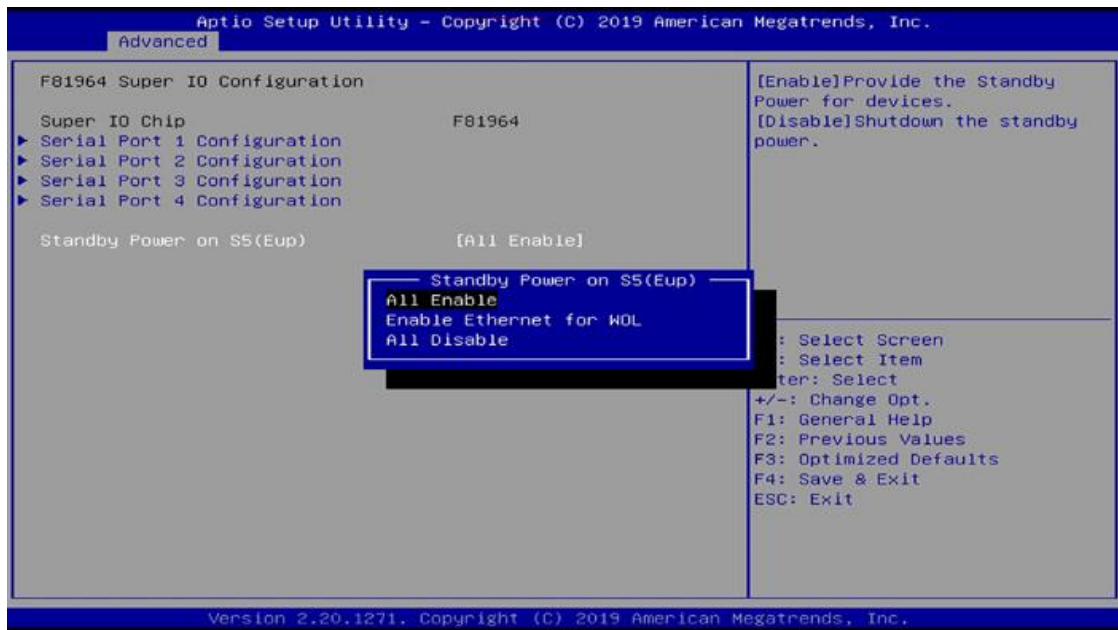 Aptio Setup Utility – Copyright (C) 2019 American Megatrends, Inc.
Advanced
F81964 Super IO Configuration
Super IO Chip F81964
Serial Port 1 Configuration
Serial Port 2 Configuration
Serial Port 3 Configuration
Serial Port 4 Configuration
Standby Power on S5(Eup) [All Enable]
Standby Power on S5(Eup)
All Enable
Enable Ethernet for WOL
All Disable
[Enable]Provide the Standby
Power for devices.
[Disable]Shutdown the standby
power.
: Select Screen
: Select Item
ter: Select
+/-: Change Opt.
F1: General Help
F2: Previous Values
F3: Optimized Defaults
F4: Save & Exit
ESC: Exit
Version 2.20.1271. Copyright (C) 2019 American Megatrends, Inc.